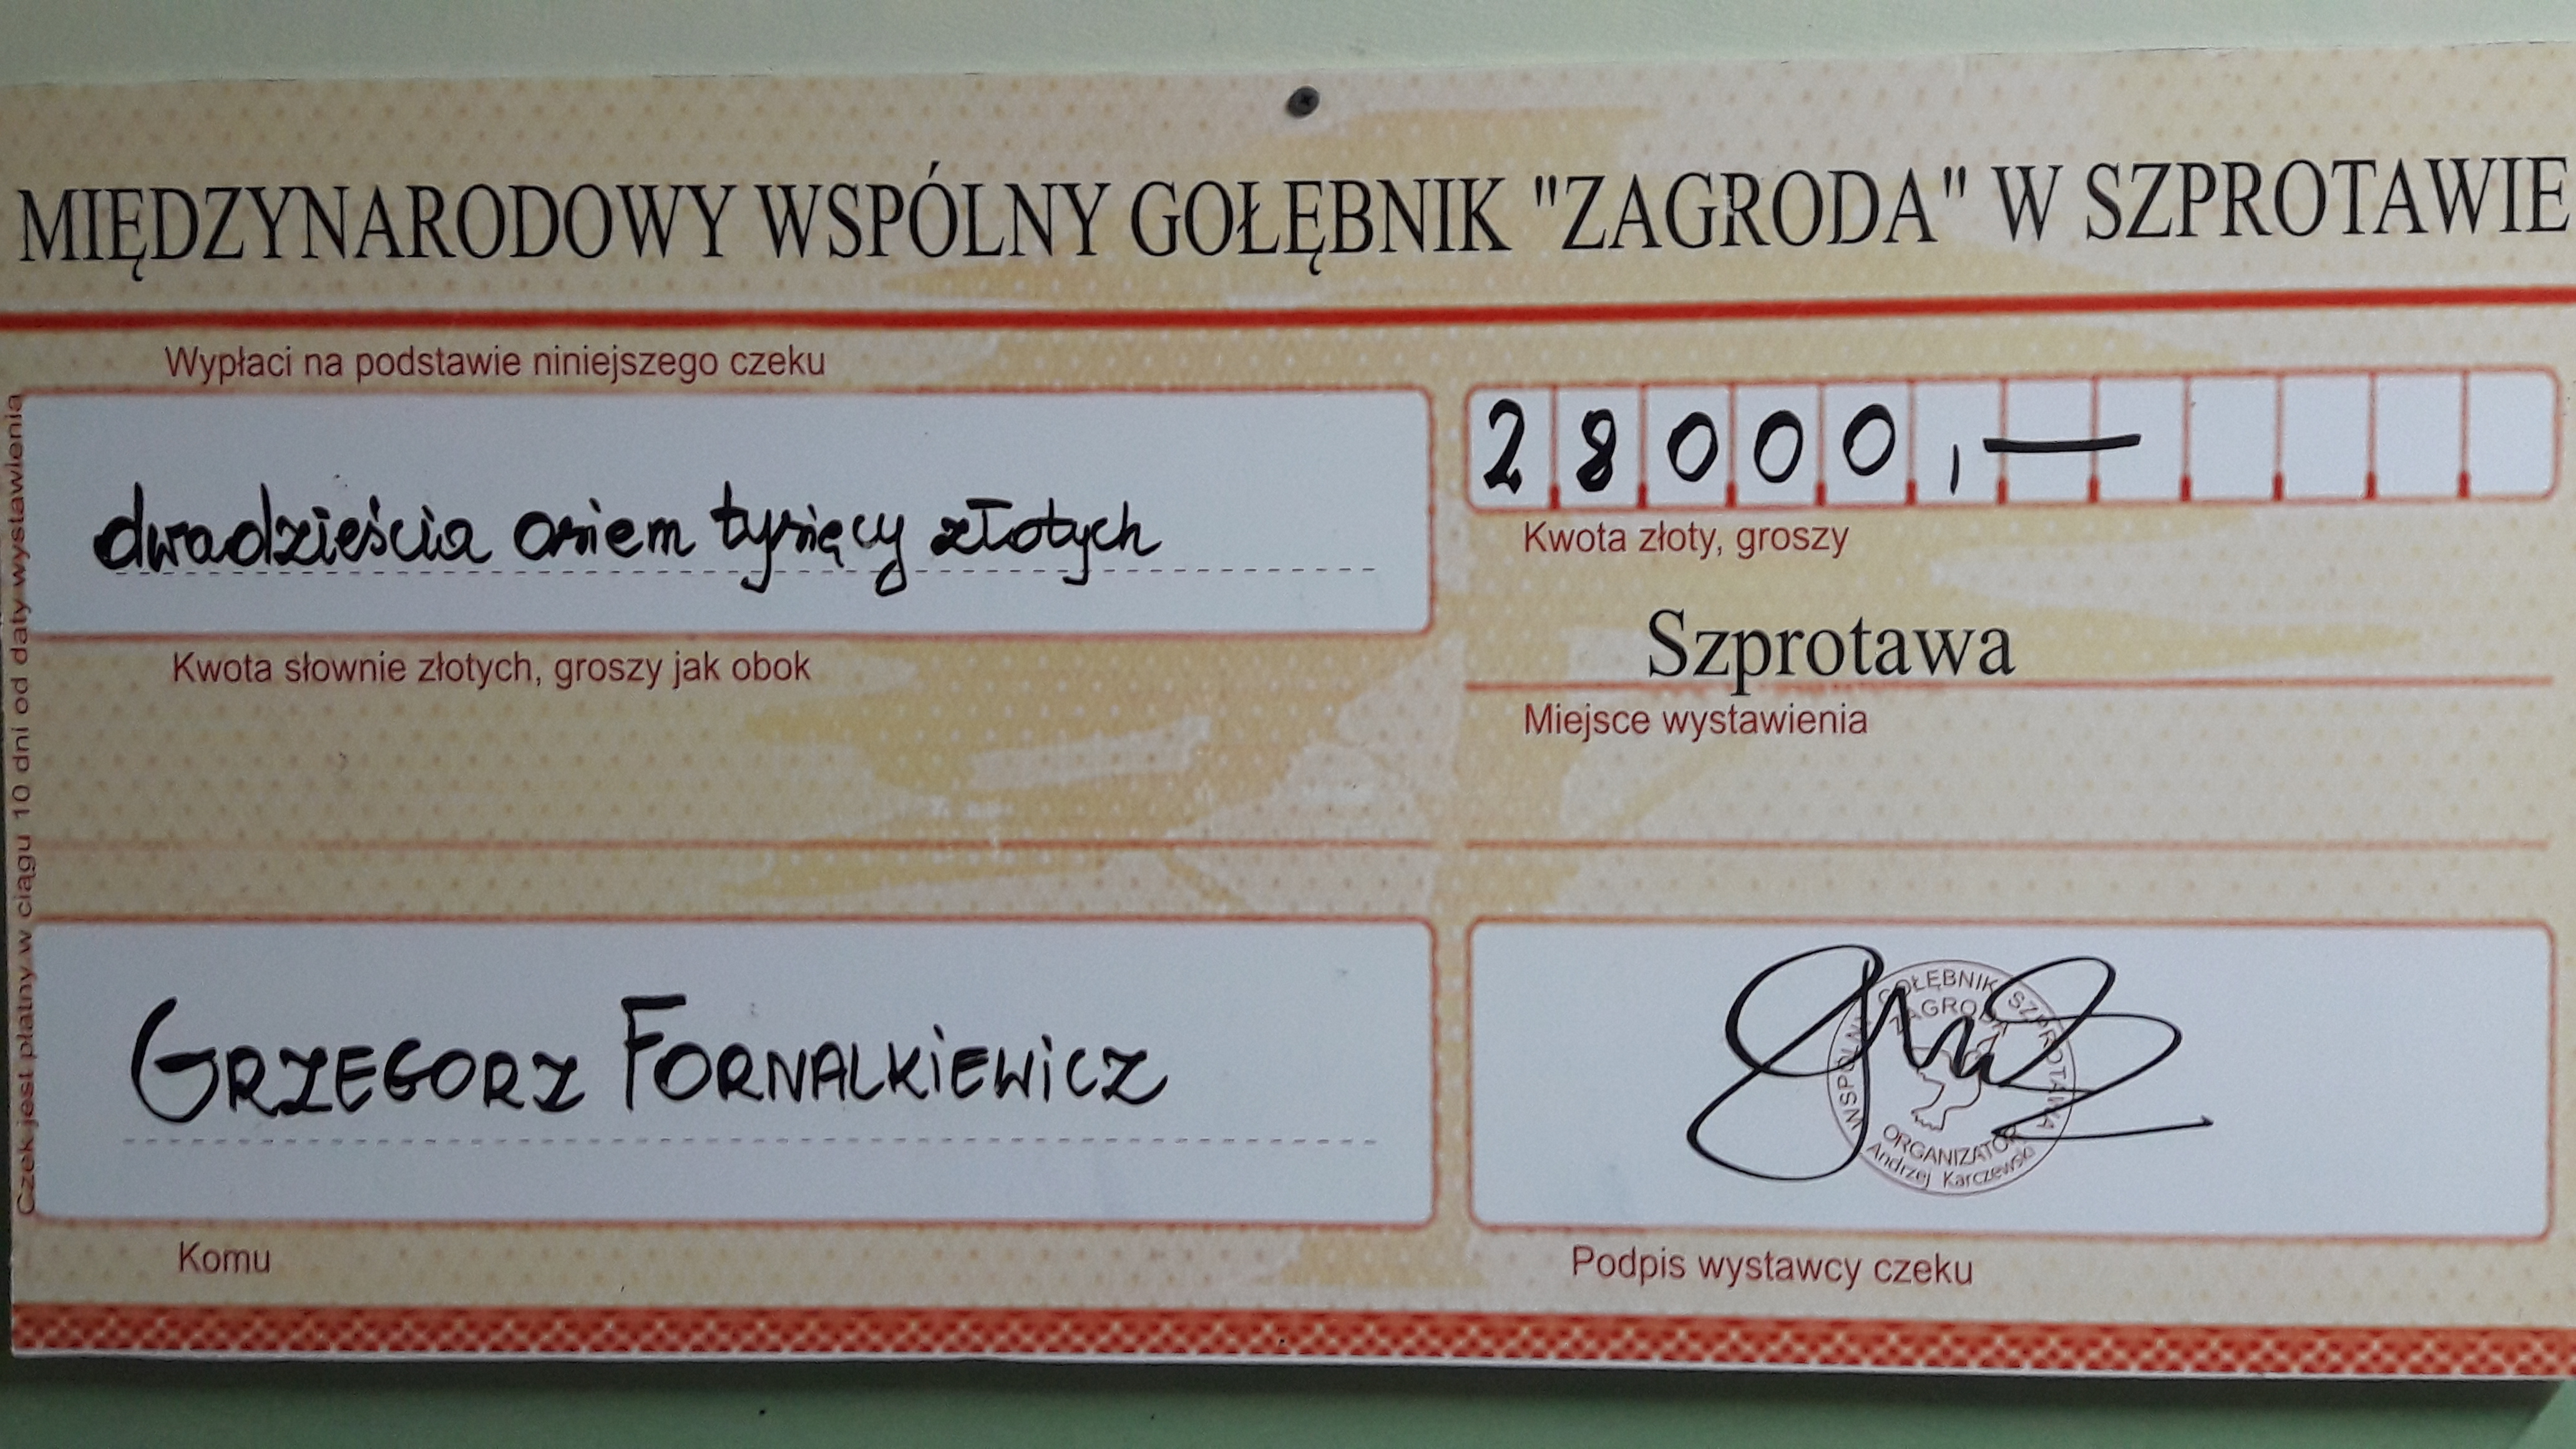 MIĘDZYNARODOWY WSPÓLNY GOŁĘBNIK "ZAGRODA" W SZPROTAWIE
Wypłaci na podstawie niniejszego czeku
dwadzieścia osiem tysięcy złotych
Kwota słownie złotych, groszy jak obok
28000,—
Kwota złoty, groszy
Szprotawa
Miejsce wystawienia
GRZEGORZ FORNALKIEWICZ
Komu
WSPÓLNY GOŁĘBNIK SZPROTAWA
ZAGRODA
ORGANIZATOR
Andrzej Karczewski
Podpis wystawcy czeku
Czek jest płatny w ciągu 10 dni od daty wystawienia